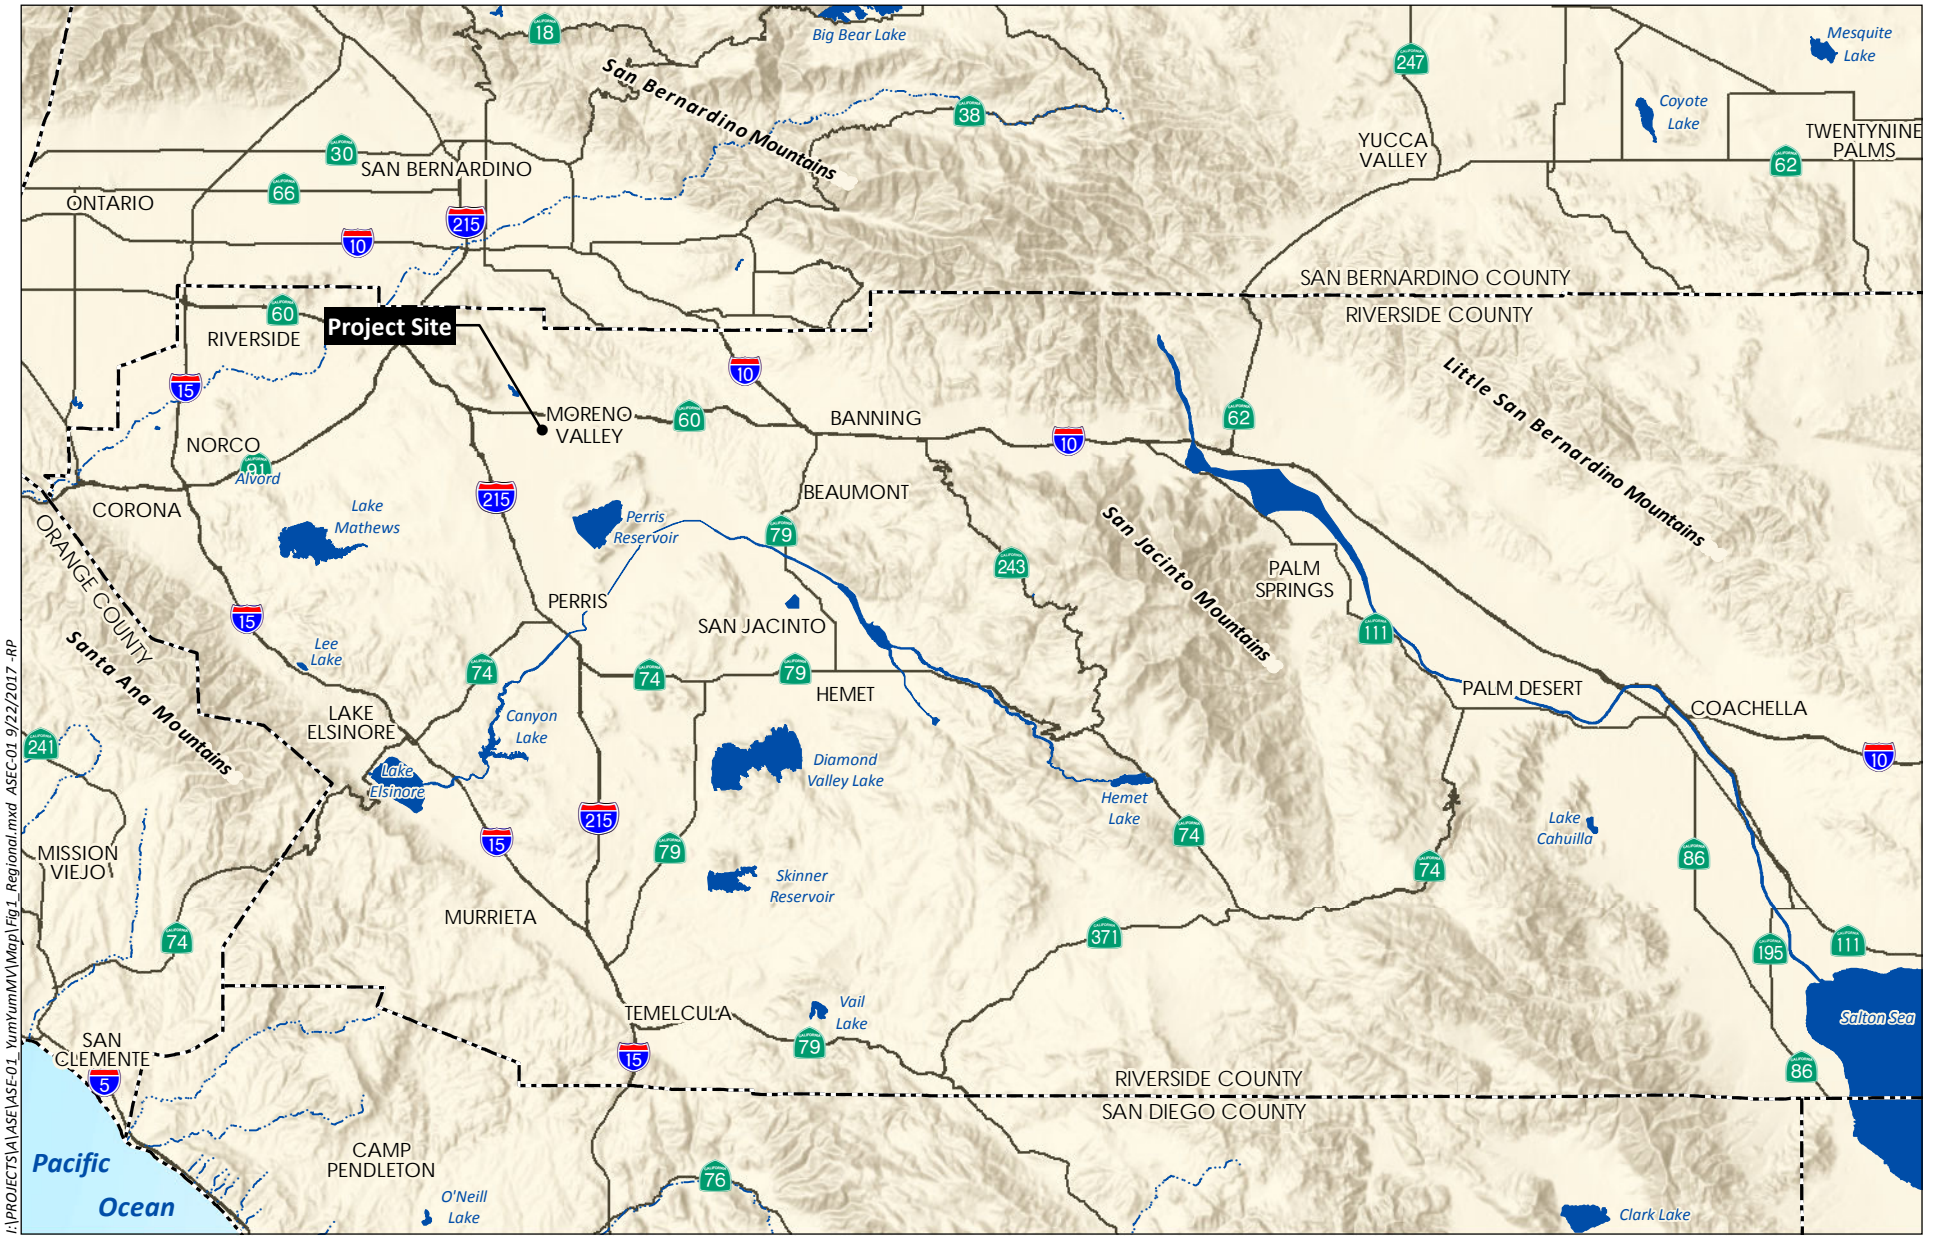 18
Big Bear Lake
247
Mesquite
Lake
San Bernardino Mountains
38
Coyote
Lake
30
SAN BERNARDINO
YUCCA
VALLEY
TWENTYNINE
PALMS
62
66
ONTARIO
215
10
SAN BERNARDINO COUNTY
RIVERSIDE COUNTY
60
RIVERSIDE
Project Site
15
10
Little San Bernardino Mountains
MORENO
VALLEY
60
BANNING
62
10
NORCO
91
Alvord
215
BEAUMONT
CORONA
Lake
Mathews
Perris
Reservoir
79
San Jacinto Mountains
243
ORANGE COUNTY
PALM
SPRINGS
PERRIS
15
SAN JACINTO
111
Santa Ana Mountains
Lee
Lake
74
74
79
HEMET
PALM DESERT
COACHELLA
LAKE
ELSINORE
Canyon
Lake
241
Diamond
Valley Lake
10
Lake
Elsinore
Hemet
Lake
215
15
74
Lake
Cahuilla
79
MISSION
VIEJO
86
74
Skinner
Reservoir
MURRIETA
74
371
195
111
TEMELCULA
Vail
Lake
Salton Sea
79
SAN
CLEMENTE
5
15
86
RIVERSIDE COUNTY
SAN DIEGO COUNTY
Pacific
Ocean
CAMP
PENDLETON
76
O'Neill
Lake
Clark Lake
I:\PROJECTS\A\ASE\ASE-01_YumYumMV\Map\Fig1_Regional.mxd ASEC-01 9/22/2017 -RP